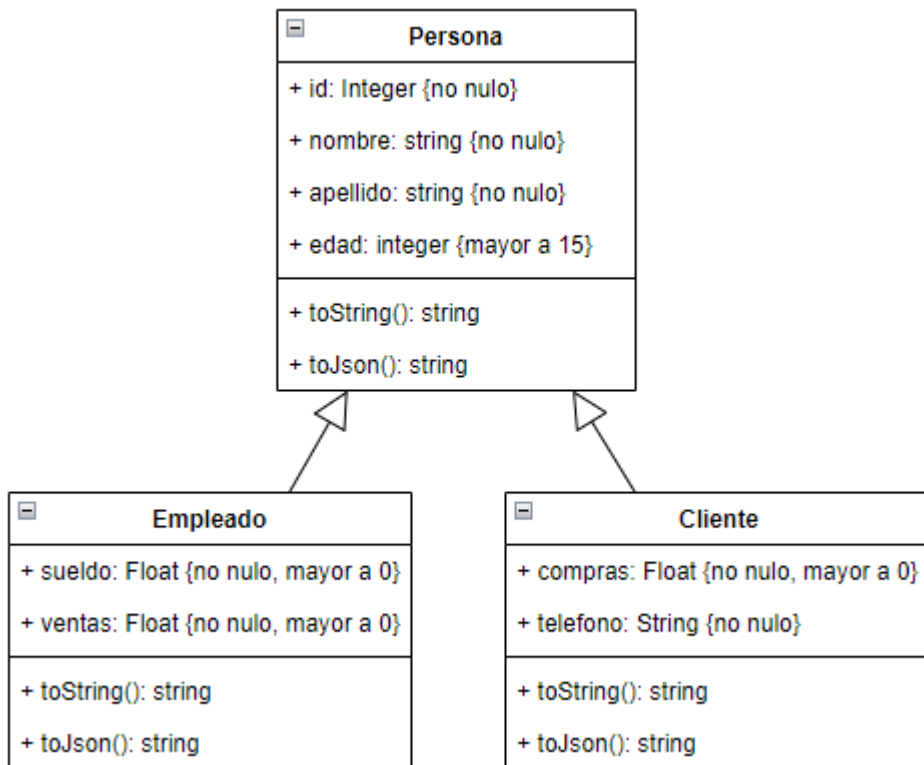 Persona
+ id: Integer {no nulo}
+ nombre: string {no nulo}
+ apellido: string {no nulo}
+ edad: integer {mayor a 15}
+ toString(): string
+ toJson(): string
Empleado
+ sueldo: Float {no nulo, mayor a 0}
+ ventas: Float {no nulo, mayor a 0}
+ toString(): string
+ toJson(): string
Cliente
+ compras: Float {no nulo, mayor a 0}
+ telefono: String {no nulo}
+ toString(): string
+ toJson(): string